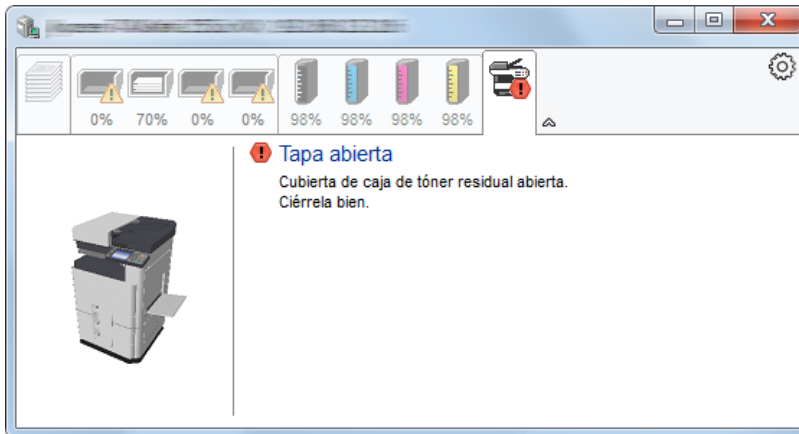 0% 70% 0% 0% 98% 98% 98% 98%
Tapa abierta
Cubierta de caja de tóner residual abierta.
Ciérrela bien.